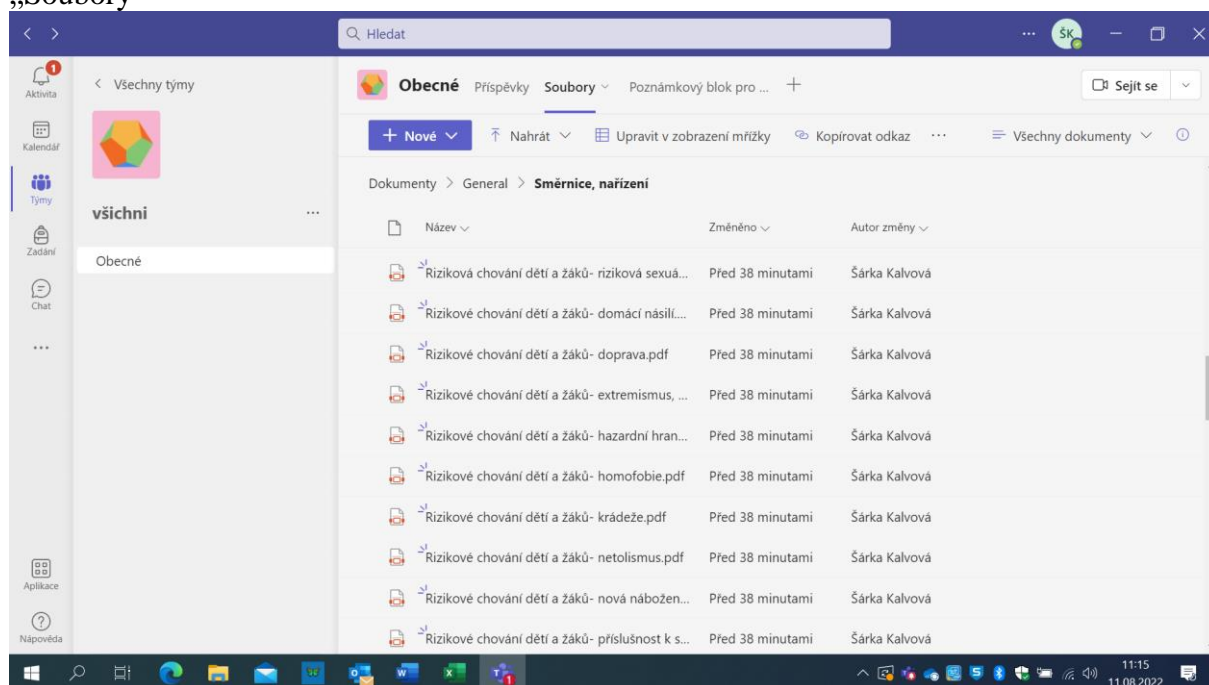 „Soubory
Hledat
ŠK
1
Aktivita
Kalendář
Týmy
Zadání
Chat
Aplikace
Nápověda
Všechny týmy
všichni
Obecné
Obecné Příspěvky Soubory Poznámkový blok pro ... Sejít se
Nové Nahrát Upravit v zobrazení mřížky Kopírovat odkaz ... Všechny dokumenty
Dokumenty > General > Směrnice, nařízení
Název Změněno Autor změny
Riziková chování dětí a žáků- riziková sexuá... Před 38 minutami Šárka Kalvová
Rizikové chování dětí a žáků- domácí násilí.... Před 38 minutami Šárka Kalvová
Rizikové chování dětí a žáků- doprava.pdf Před 38 minutami Šárka Kalvová
Rizikové chování dětí a žáků- extremismus, ... Před 38 minutami Šárka Kalvová
Rizikové chování dětí a žáků- hazardní hran... Před 38 minutami Šárka Kalvová
Rizikové chování dětí a žáků- homofobie.pdf Před 38 minutami Šárka Kalvová
Rizikové chování dětí a žáků- krádeže.pdf Před 38 minutami Šárka Kalvová
Rizikové chování dětí a žáků- netolismus.pdf Před 38 minutami Šárka Kalvová
Rizikové chování dětí a žáků- nová nábožen... Před 38 minutami Šárka Kalvová
Rizikové chování dětí a žáků- příslušnost k s... Před 38 minutami Šárka Kalvová
11:15
11.08.2022